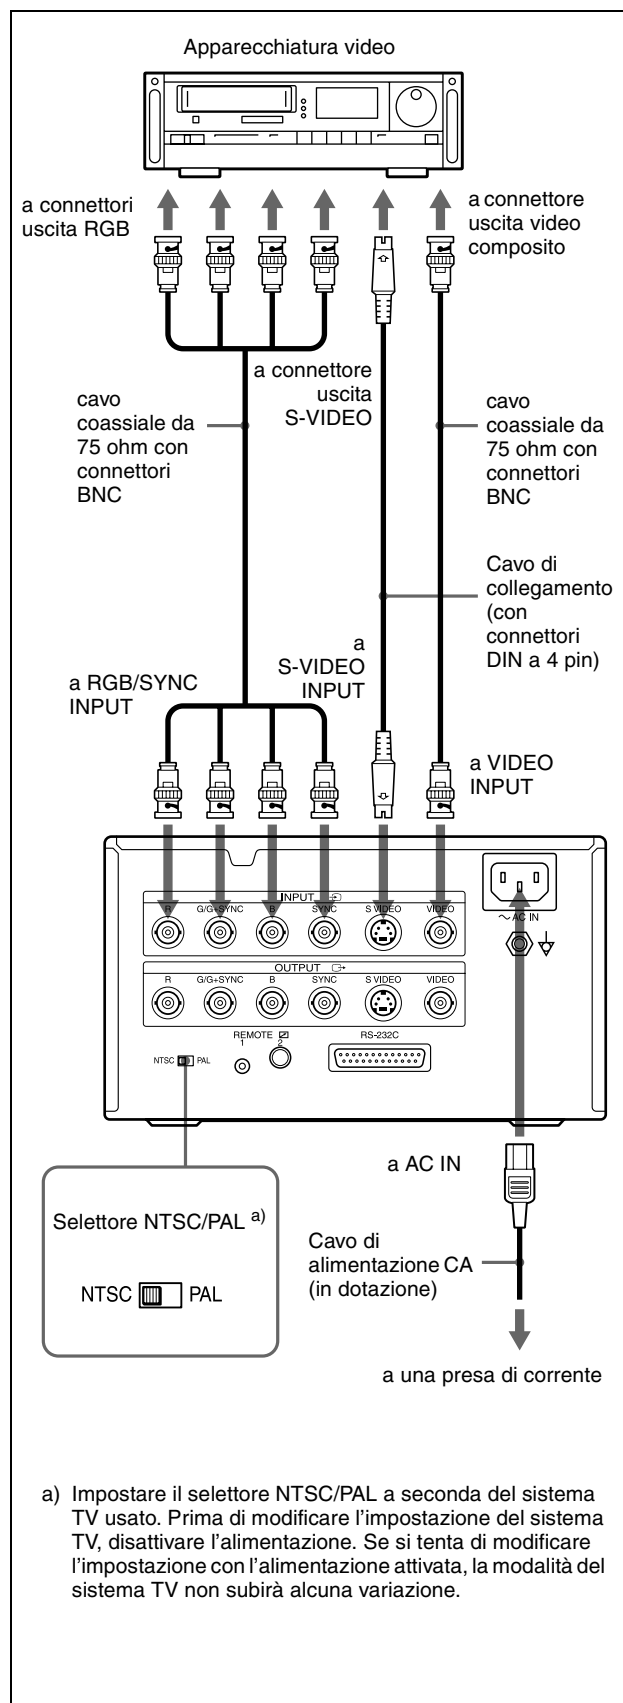 Apparecchiatura video
a connettori
uscita RGB
a connettore
uscita video
composito
a connettore
uscita
S-VIDEO
cavo
coassiale da
75 ohm con
connettori
BNC
cavo
coassiale da
75 ohm con
connettori
BNC
Cavo di
collegamento
(con
connettori
DIN a 4 pin)
a
S-VIDEO
INPUT
a RGB/SYNC
INPUT
a VIDEO
INPUT
INPUT
R G/G+SYNC B SYNC S VIDEO VIDEO
~ AC IN
OUTPUT
R G/G+SYNC B SYNC S VIDEO VIDEO
REMOTE
1 2
RS-232C
NTSC PAL
a AC IN
Selettore NTSC/PAL a)
NTSC PAL
Cavo di
alimentazione CA
(in dotazione)
a una presa di corrente
a) Impostare il selettore NTSC/PAL a seconda del sistema
TV usato. Prima di modificare l’impostazione del sistema
TV, disattivare l’alimentazione. Se si tenta di modificare
l’impostazione con l’alimentazione attivata, la modalità del
sistema TV non subirà alcuna variazione.